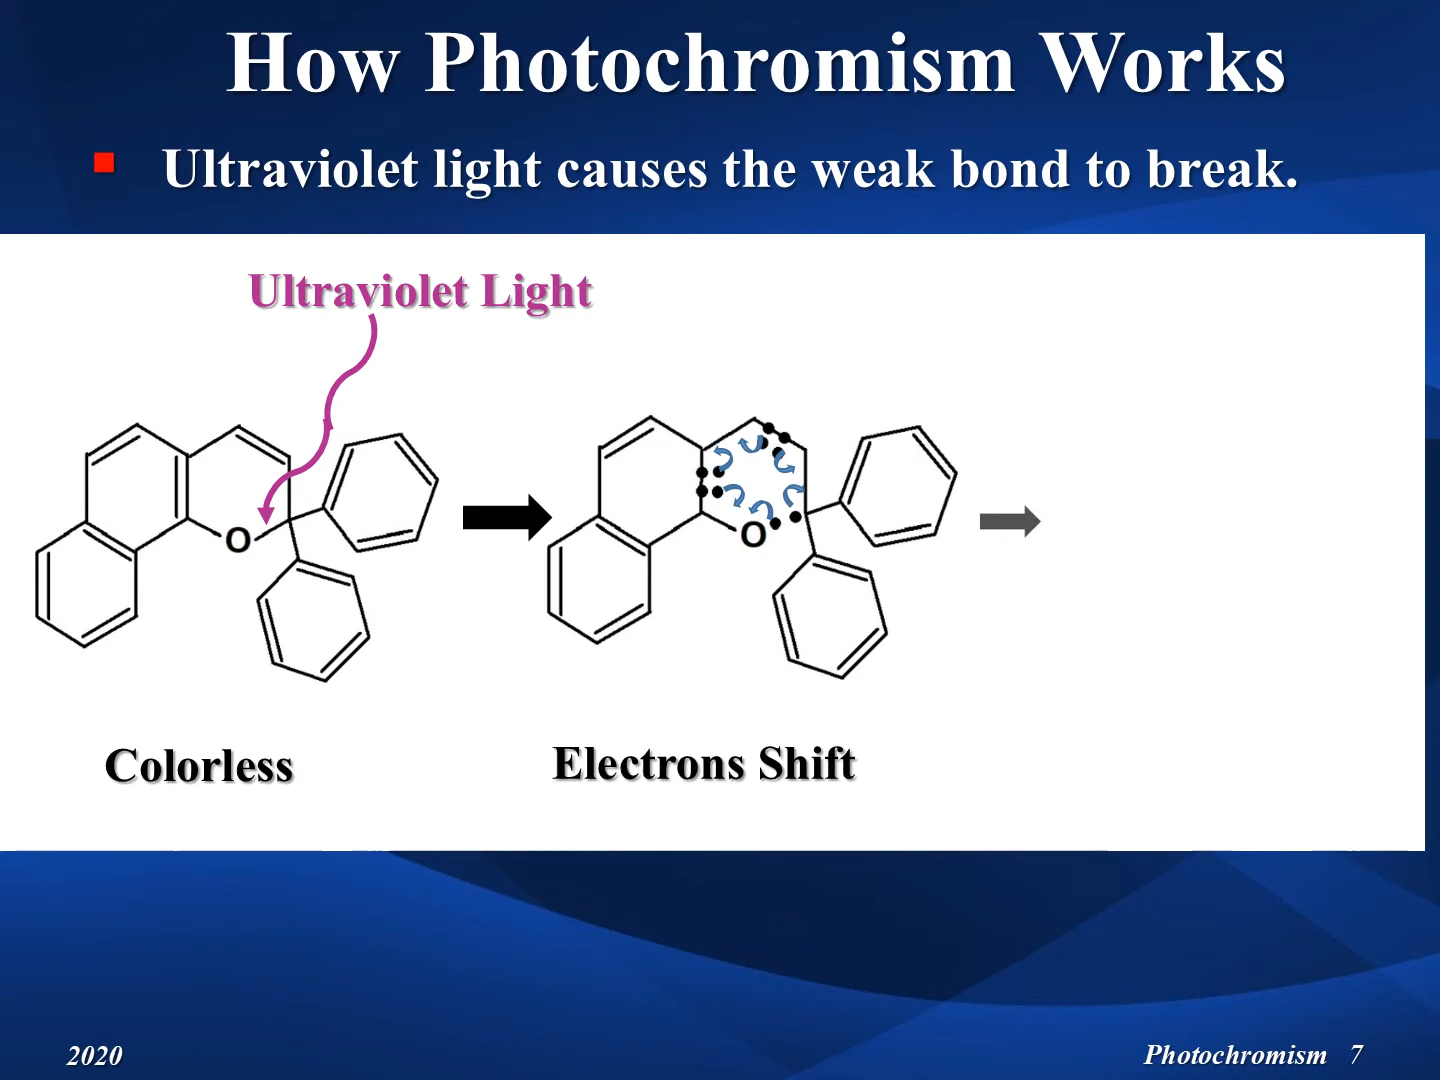 How Photochromism Works
Ultraviolet light causes the weak bond to break.
Ultraviolet Light
O
O
Colorless
Electrons Shift
2020
Photochromism 7